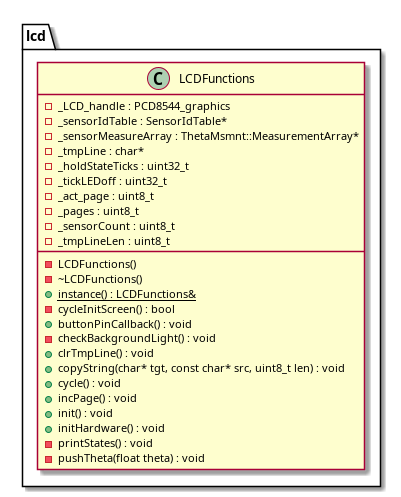 lcd
C LCDFunctions
_LCD_handle : PCD8544_graphics
_sensorIdTable : SensorIdTable*
_sensorMeasureArray : ThetaMsmnt::MeasurementArray*
_tmpLine : char*
_holdStateTicks : uint32_t
_tickLEDoff : uint32_t
_act_page : uint8_t
_pages : uint8_t
_sensorCount : uint8_t
_tmpLineLen : uint8_t
LCDFunctions()
~LCDFunctions()
instance() : LCDFunctions&
cycleInitScreen() : bool
buttonPinCallback() : void
checkBackgroundLight() : void
clrTmpLine() : void
copyString(char* tgt, const char* src, uint8_t len) : void
cycle() : void
incPage() : void
init() : void
initHardware() : void
printStates() : void
pushTheta(float theta) : void